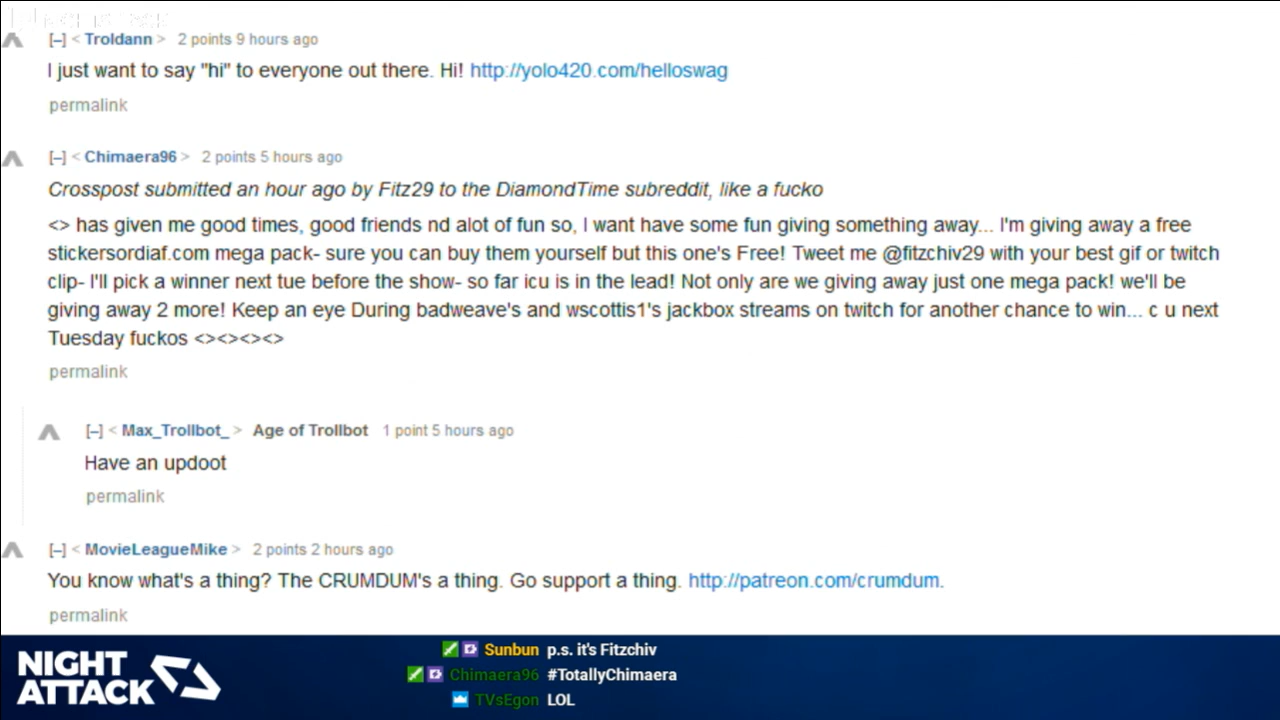 [–] < Troldann > 2 points 9 hours ago
I just want to say "hi" to everyone out there. Hi! http://yolo420.com/helloswag
permalink
[–] < Chimaera96 > 2 points 5 hours ago
Crosspost submitted an hour ago by Fitz29 to the DiamondTime subreddit, like a fucko
<> has given me good times, good friends nd alot of fun so, I want have some fun giving something away... I'm giving away a free
stickersordiaf.com mega pack- sure you can buy them yourself but this one's Free! Tweet me @fitzchiv29 with your best gif or twitch
clip- I'll pick a winner next tue before the show- so far icu is in the lead! Not only are we giving away just one mega pack! we'll be
giving away 2 more! Keep an eye During badweave's and wscottis1's jackbox streams on twitch for another chance to win... c u next
Tuesday fuckos <><><><>
permalink
[–] < Max_Trollbot_ > Age of Trollbot 1 point 5 hours ago
Have an updoot
permalink
[–] < MovieLeagueMike > 2 points 2 hours ago
You know what's a thing? The CRUMDUM's a thing. Go support a thing. http://patreon.com/crumdum.
permalink
NIGHT
ATTACK
Sunbun p.s. it's Fitzchiv
Chimaera96 #TotallyChimaera
TVsEgon LOL